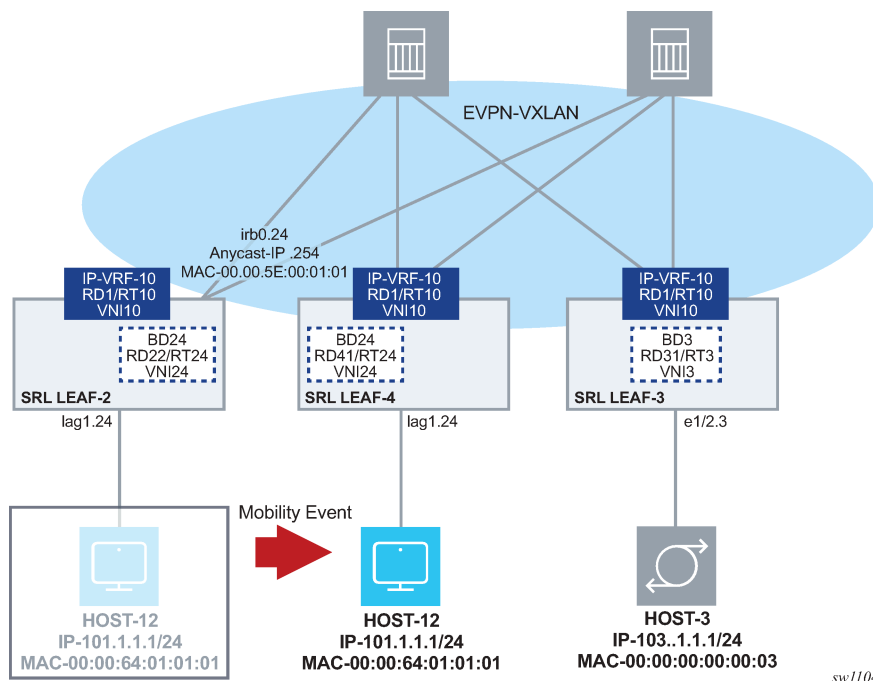 EVPN-VXLAN
irb0.24
Anycast-IP .254
MAC-00.00.5E:00:01:01
IP-VRF-10
RD1/RT10
VNI10
IP-VRF-10
RD1/RT10
VNI10
IP-VRF-10
RD1/RT10
VNI10
BD24
RD22/RT24
VNI24
BD24
RD41/RT24
VNI24
BD3
RD31/RT3
VNI3
SRL LEAF-2
SRL LEAF-4
SRL LEAF-3
lag1.24
lag1.24
e1/2.3
Mobility Event
HOST-12
IP-101.1.1.1/24
MAC-00:00:64:01:01:01
HOST-12
IP-101.1.1.1/24
MAC-00:00:64:01:01:01
HOST-3
IP-103..1.1.1/24
MAC-00:00:00:00:00:03
sw1104